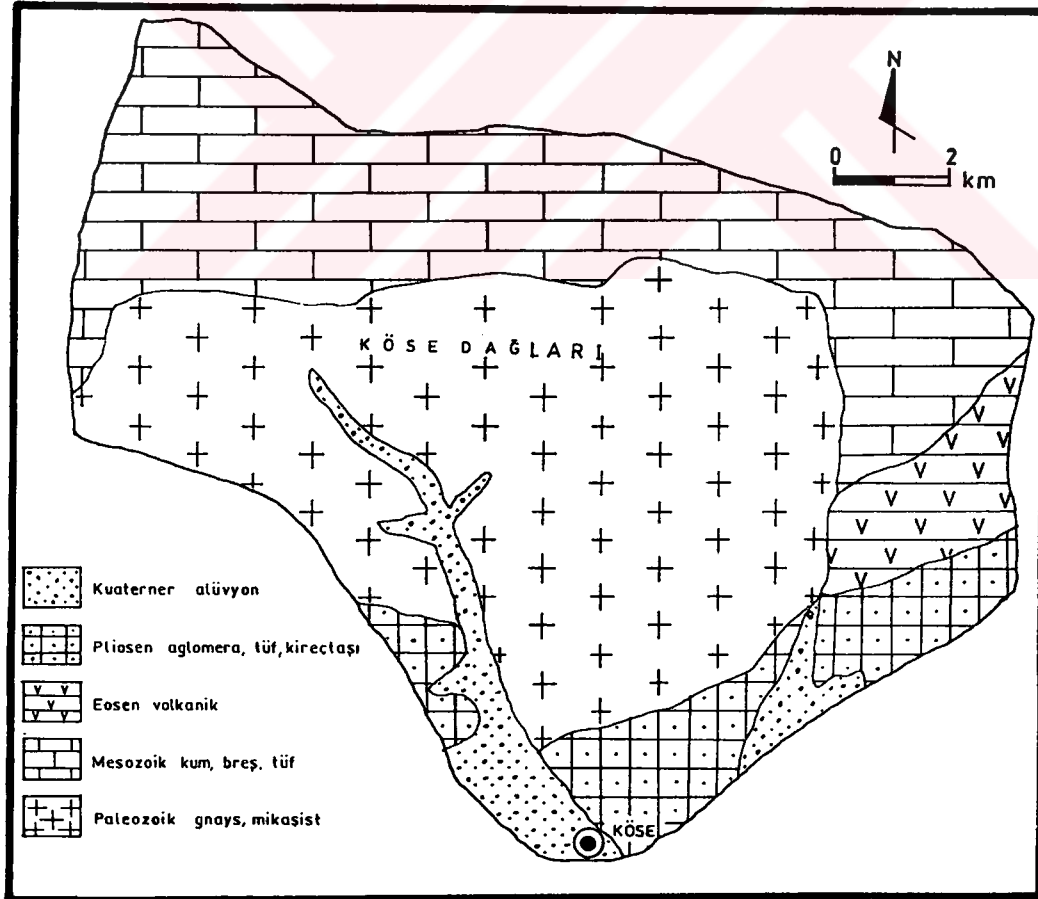 N
0 2
km
KÖSE DAĞLARI
Kuaterner alüvyon
Pliosen aglomera, tüf, kireçtaşı
Eosen volkanik
Mesozoik kum, breş. tüf
Paleozoik gnays, mikaşist
KÖSE